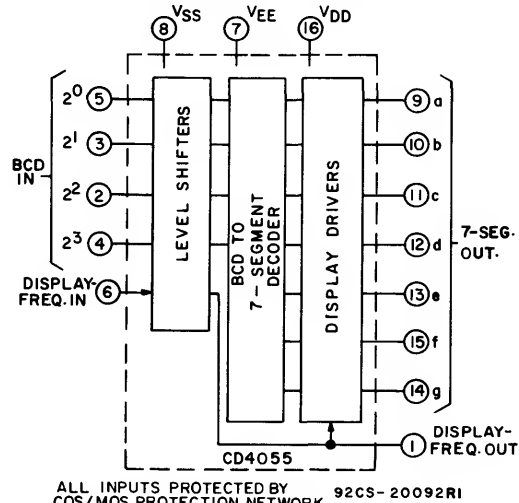 VSS VEE VDD
8 7 16
2⁰ 5
2¹ 3
2² 2
2³ 4
BCD
IN
DISPLAY-
FREQ. IN 6
LEVEL SHIFTERS
BCD TO
7-SEGMENT
DECODER
DISPLAY DRIVERS
9 a
10 b
11 c
12 d
13 e
15 f
14 g
7-SEG.
OUT.
1 DISPLAY-
FREQ. OUT
CD4055
ALL INPUTS PROTECTED BY
COS/MOS PROTECTION NETWORK
92CS-20092R1